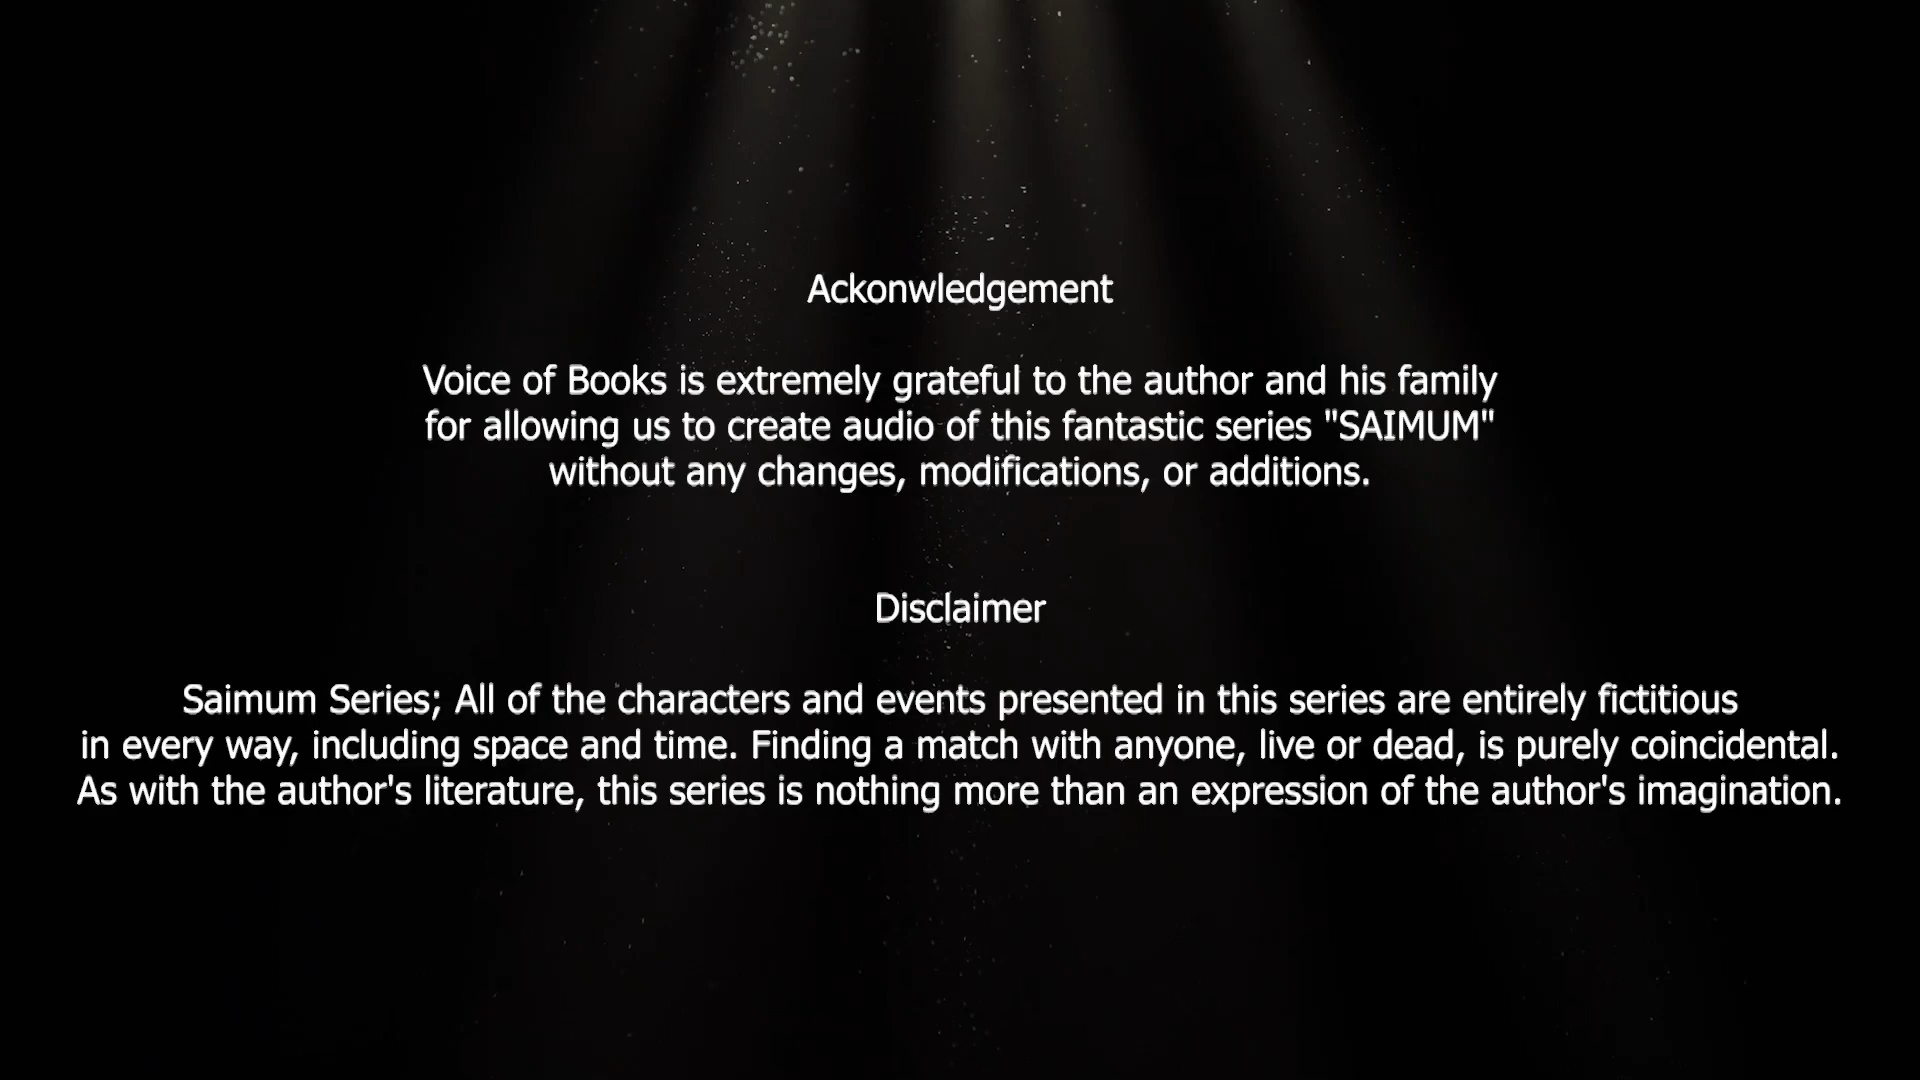 Ackonwledgement
Voice of Books is extremely grateful to the author and his family
for allowing us to create audio of this fantastic series "SAIMUM"
without any changes, modifications, or additions.
Disclaimer
Saimum Series; All of the characters and events presented in this series are entirely fictitious
in every way, including space and time. Finding a match with anyone, live or dead, is purely coincidental.
As with the author's literature, this series is nothing more than an expression of the author's imagination.